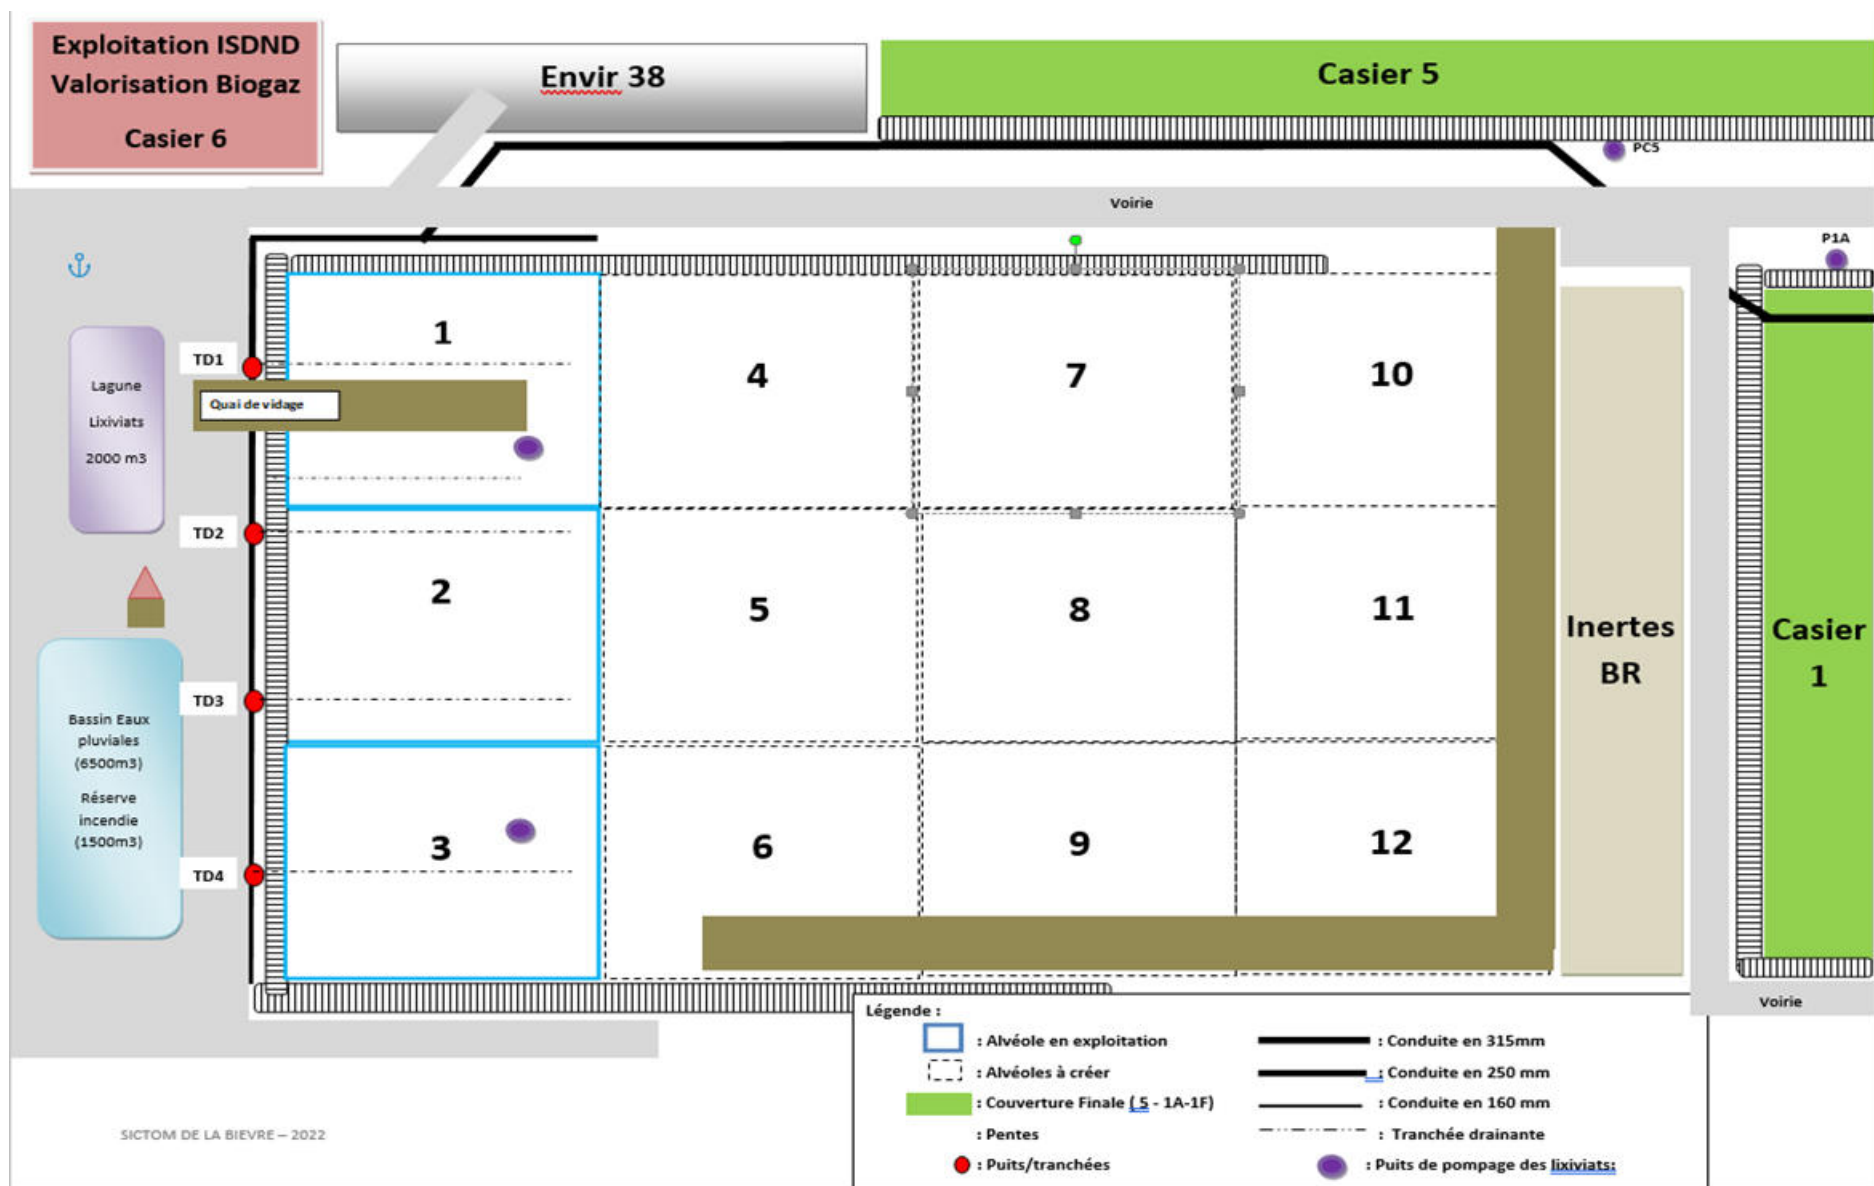 Exploitation ISDND
Valorisation Biogaz
Casier 6
Envir 38
Casier 5
PC5
Voirie
P1A
TD1
1
4
7
10
Quai de vidage
Lagune
Lixiviats
2000 m3
TD2
2
5
8
11
Inertes
BR
Casier
1
TD3
Bassin Eaux
pluviales
(6500m3)
Réserve
incendie
(1500m3)
3
6
9
12
TD4
Voirie
Légende :
: Alvéole en exploitation
: Alvéoles à créer
: Couverture Finale ( 5 - 1A-1F)
: Pentes
: Puits/tranchées
: Conduite en 315mm
: Conduite en 250 mm
: Conduite en 160 mm
: Tranchée drainante
: Puits de pompage des lixiviats:
SICTOM DE LA BIEVRE – 2022